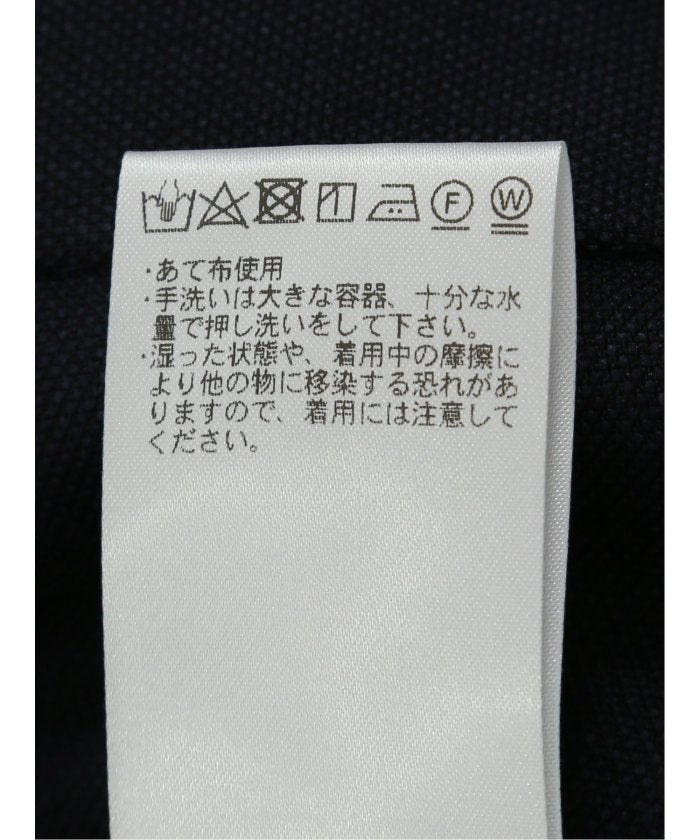 F W
・あて布使用
・手洗いは大きな容器、十分な水
量で押し洗いをして下さい。
・湿った状態や、着用中の摩擦に
より他の物に移染する恐れがあ
りますので、着用には注意して
ください。